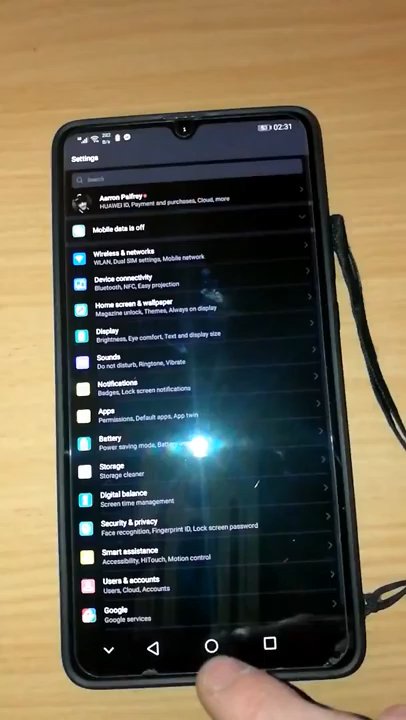 02:31
Settings
Search
Aarron Palfrey
HUAWEI ID, Payment and purchases, Cloud, more
Mobile data is off
Wireless & networks
WLAN, Dual SIM settings, Mobile network
Device connectivity
Bluetooth, NFC, Easy projection
Home screen & wallpaper
Magazine unlock, Themes, Always on display
Display
Brightness, Eye comfort, Text and display size
Sounds
Do not disturb, Ringtone, Vibrate
Notifications
Badges, Lock screen notifications
Apps
Permissions, Default apps, App twin
Battery
Power saving mode,
Storage
Storage cleaner
Digital balance
Screen time management
Security & privacy
Face recognition, Fingerprint ID, Lock screen password
Smart assistance
Accessibility, HiTouch, Motion control
Users & accounts
Users, Cloud, Accounts
Google
Google services